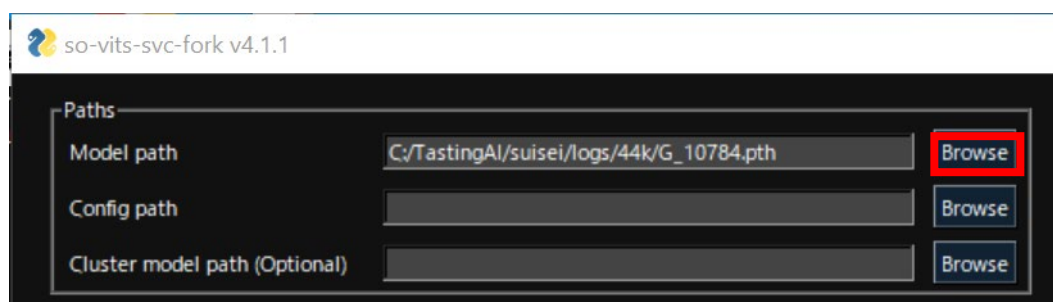 so-vits-svc-fork v4.1.1
Paths
Model path C:/TastingAI/suisei/logs/44k/G_10784.pth Browse
Config path Browse
Cluster model path (Optional) Browse